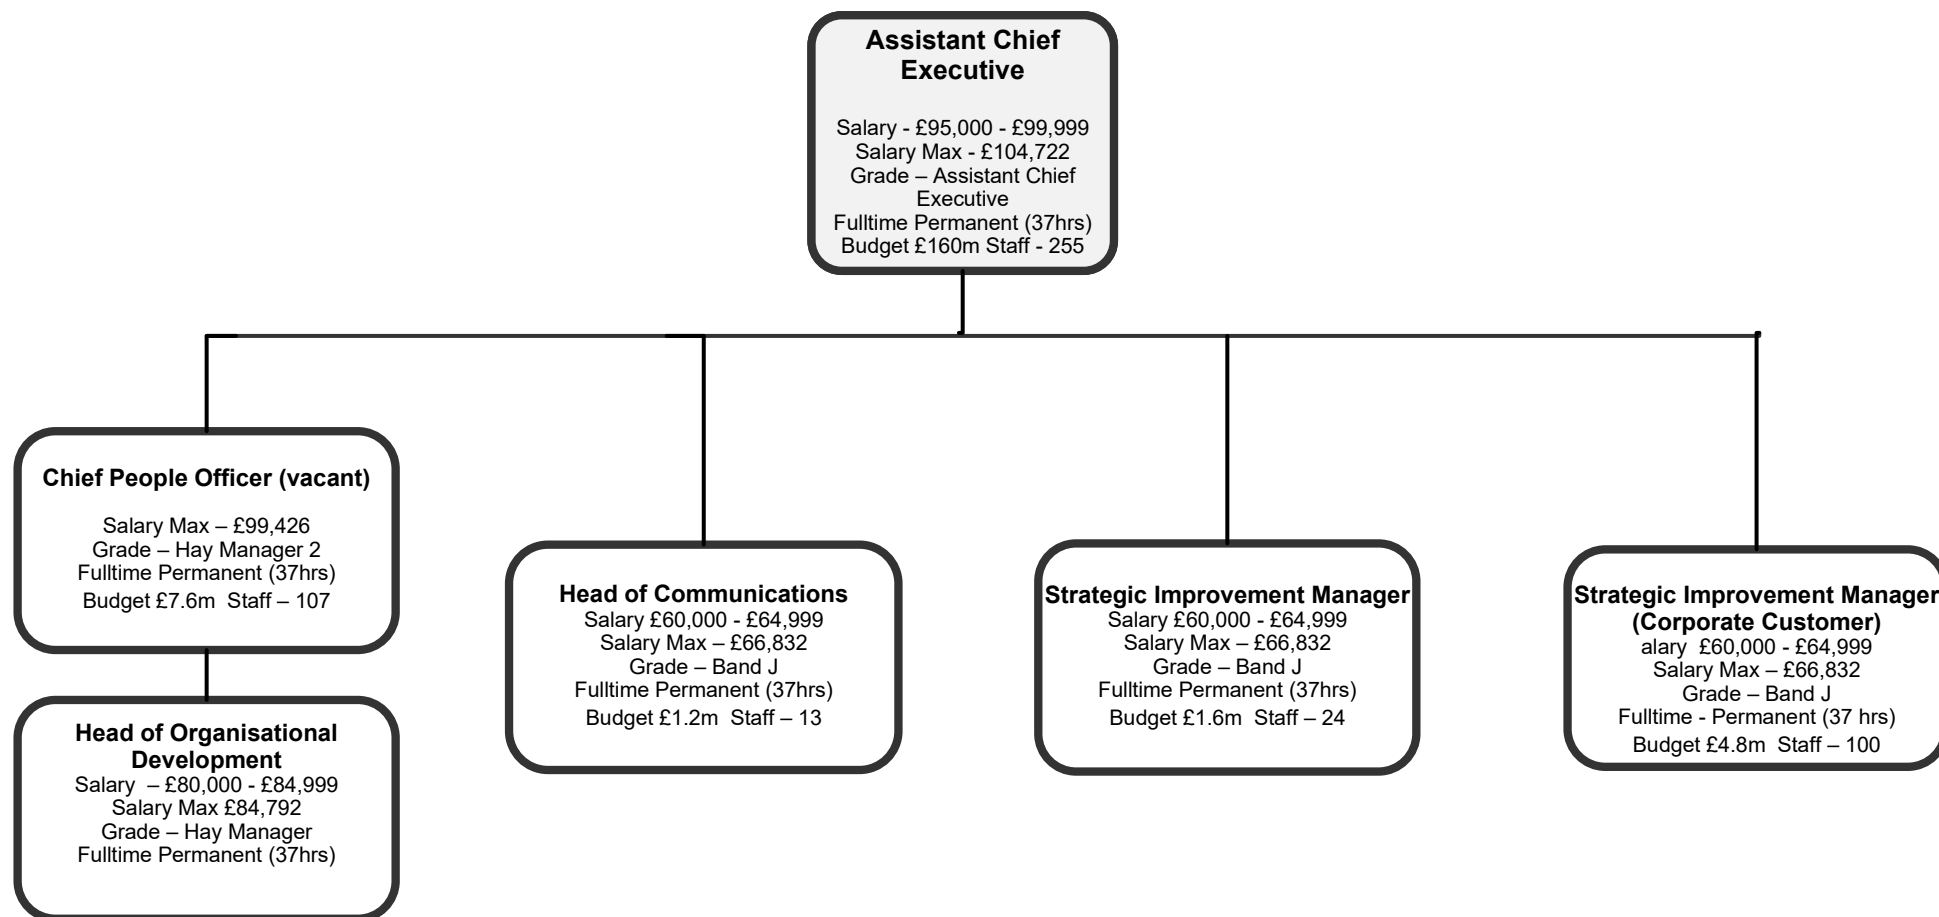 Assistant Chief
Executive
Salary - £95,000 - £99,999
Salary Max - £104,722
Grade – Assistant Chief
Executive
Fulltime Permanent (37hrs)
Budget £160m Staff - 255
Chief People Officer (vacant)
Salary Max – £99,426
Grade – Hay Manager 2
Fulltime Permanent (37hrs)
Budget £7.6m  Staff – 107
Head of Organisational
Development
Salary  – £80,000 - £84,999
Salary Max £84,792
Grade – Hay Manager
Fulltime Permanent (37hrs)
Head of Communications
Salary £60,000 - £64,999
Salary Max – £66,832
Grade – Band J
Fulltime Permanent (37hrs)
Budget £1.2m  Staff – 13
Strategic Improvement Manager
Salary £60,000 - £64,999
Salary Max – £66,832
Grade – Band J
Fulltime Permanent (37hrs)
Budget £1.6m  Staff – 24
Strategic Improvement Manager
(Corporate Customer)
alary  £60,000 - £64,999
Salary Max – £66,832
Grade – Band J
Fulltime - Permanent (37 hrs)
Budget £4.8m  Staff – 100